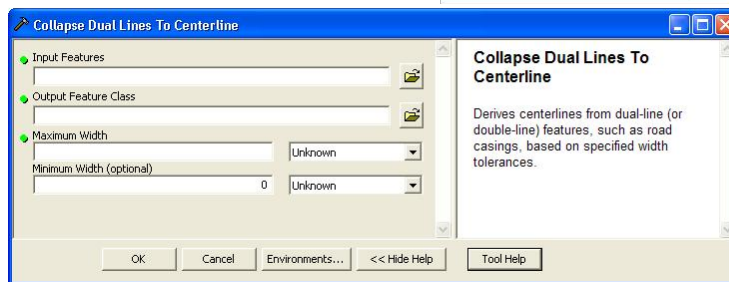 Collapse Dual Lines To Centerline
Input Features
Output Feature Class
Maximum Width
Unknown
Minimum Width (optional)
0
Unknown
Collapse Dual Lines To
Centerline
Derives centerlines from dual-line (or
double-line) features, such as road
casings, based on specified width
tolerances.
OK
Cancel
Environments...
<< Hide Help
Tool Help